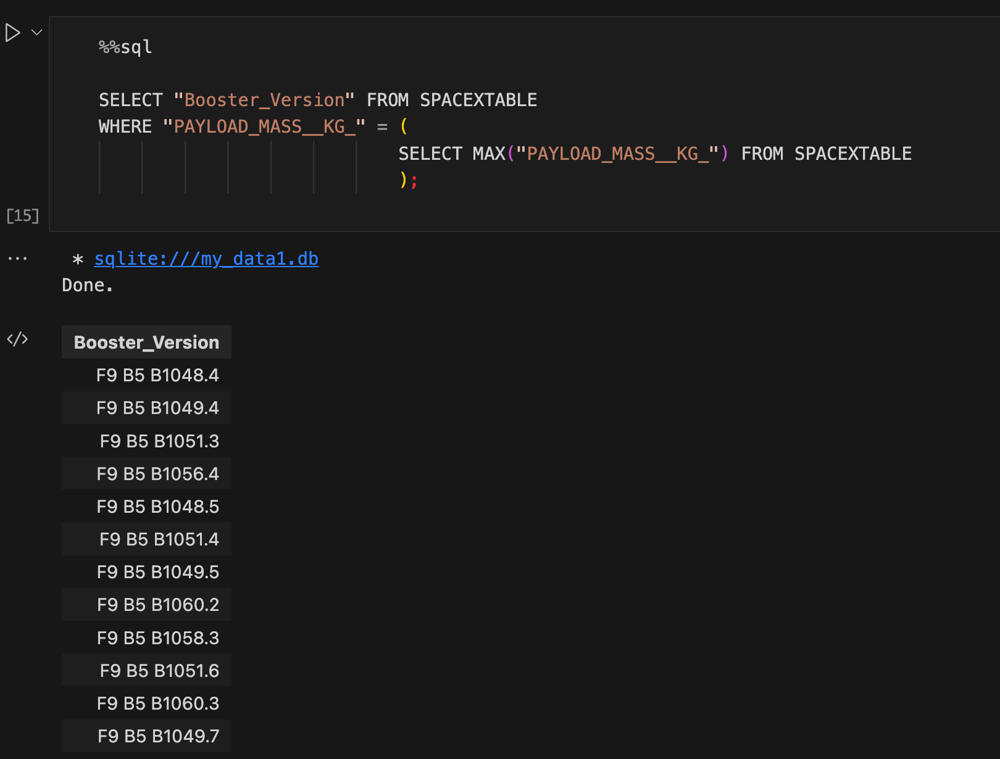 %%sql
SELECT "Booster_Version" FROM SPACEXTABLE
WHERE "PAYLOAD_MASS__KG_" = (
SELECT MAX("PAYLOAD_MASS__KG_") FROM SPACEXTABLE
);
[15]
... * sqlite:///my_data1.db
Done.
</> Booster_Version
F9 B5 B1048.4
F9 B5 B1049.4
F9 B5 B1051.3
F9 B5 B1056.4
F9 B5 B1048.5
F9 B5 B1051.4
F9 B5 B1049.5
F9 B5 B1060.2
F9 B5 B1058.3
F9 B5 B1051.6
F9 B5 B1060.3
F9 B5 B1049.7